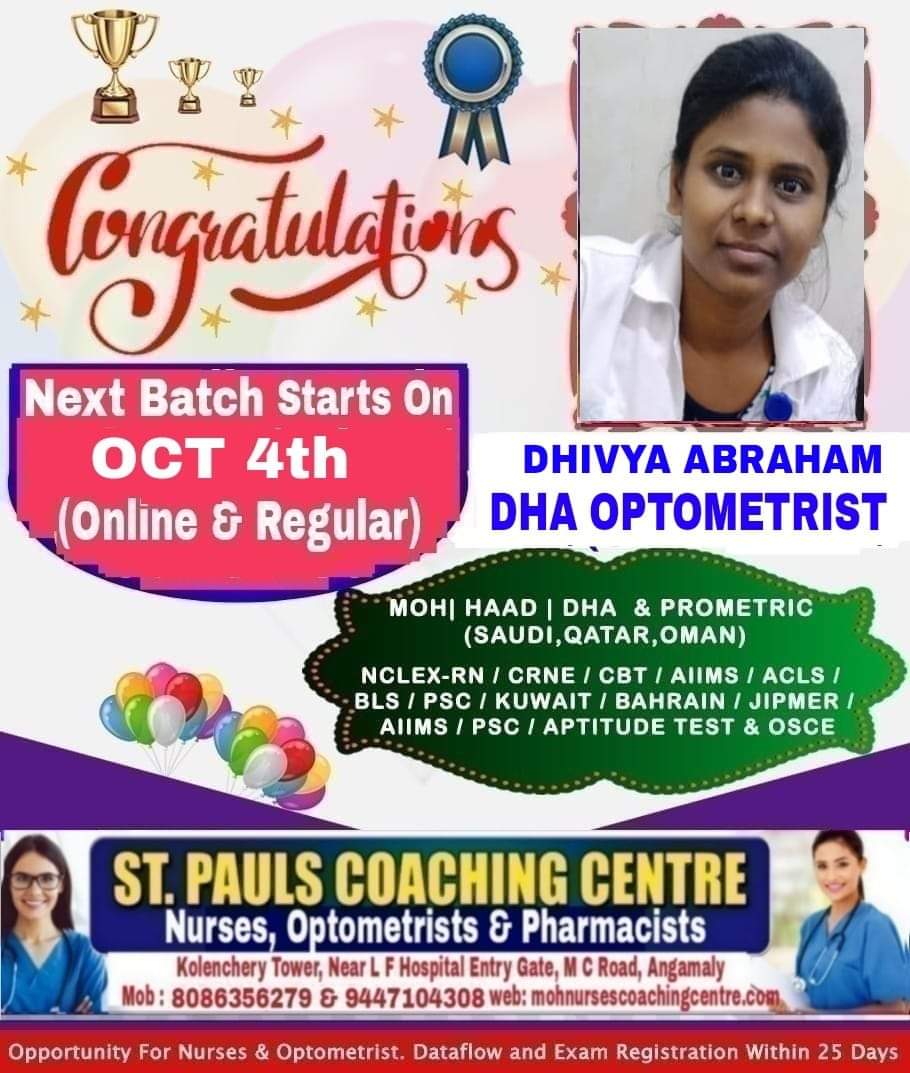 Congratulations
Next Batch Starts On
OCT 4th
(Online & Regular)
DHIVYA ABRAHAM
DHA OPTOMETRIST
MOH| HAAD | DHA & PROMETRIC
(SAUDI,QATAR,OMAN)
NCLEX-RN / CRNE / CBT / AIIMS / ACLS /
BLS / PSC / KUWAIT / BAHRAIN / JIPMER /
AIIMS / PSC / APTITUDE TEST & OSCE
ST. PAULS COACHING CENTRE
Nurses, Optometrists & Pharmacists
Kolenchery Tower, Near L F Hospital Entry Gate, M C Road, Angamaly
Mob : 8086356279 & 9447104308 web: mohnursescoachingcentre.com
Opportunity For Nurses & Optometrist. Dataflow and Exam Registration Within 25 Days